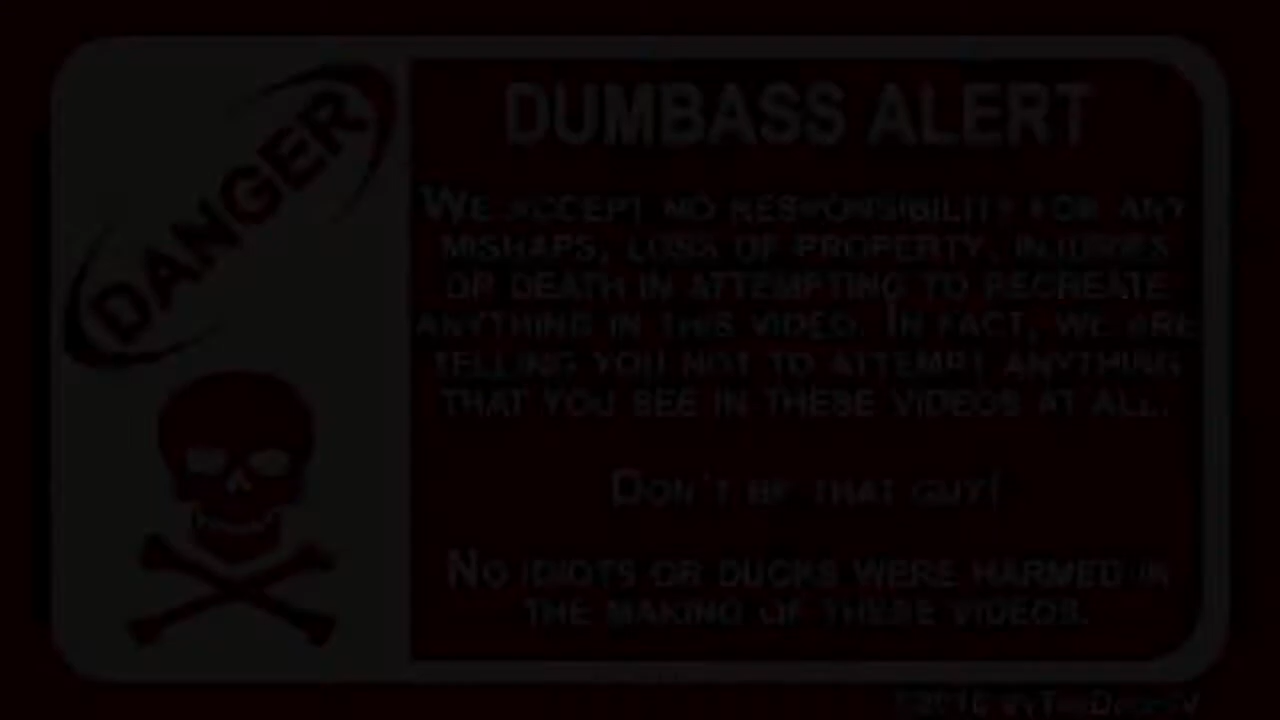 DANGER
DUMBASS ALERT
WE ACCEPT NO RESPONSIBILITY FOR ANY
MISHAPS, LOSS OF PROPERTY, INJURIES
OR DEATH IN ATTEMPTING TO RECREATE
ANYTHING IN THIS VIDEO. IN FACT, WE ARE
TELLING YOU NOT TO ATTEMPT ANYTHING
THAT YOU SEE IN THESE VIDEOS AT ALL.
DON'T BE THAT GUY!
NO IDIOTS OR DUCKS WERE HARMED IN
THE MAKING OF THESE VIDEOS.